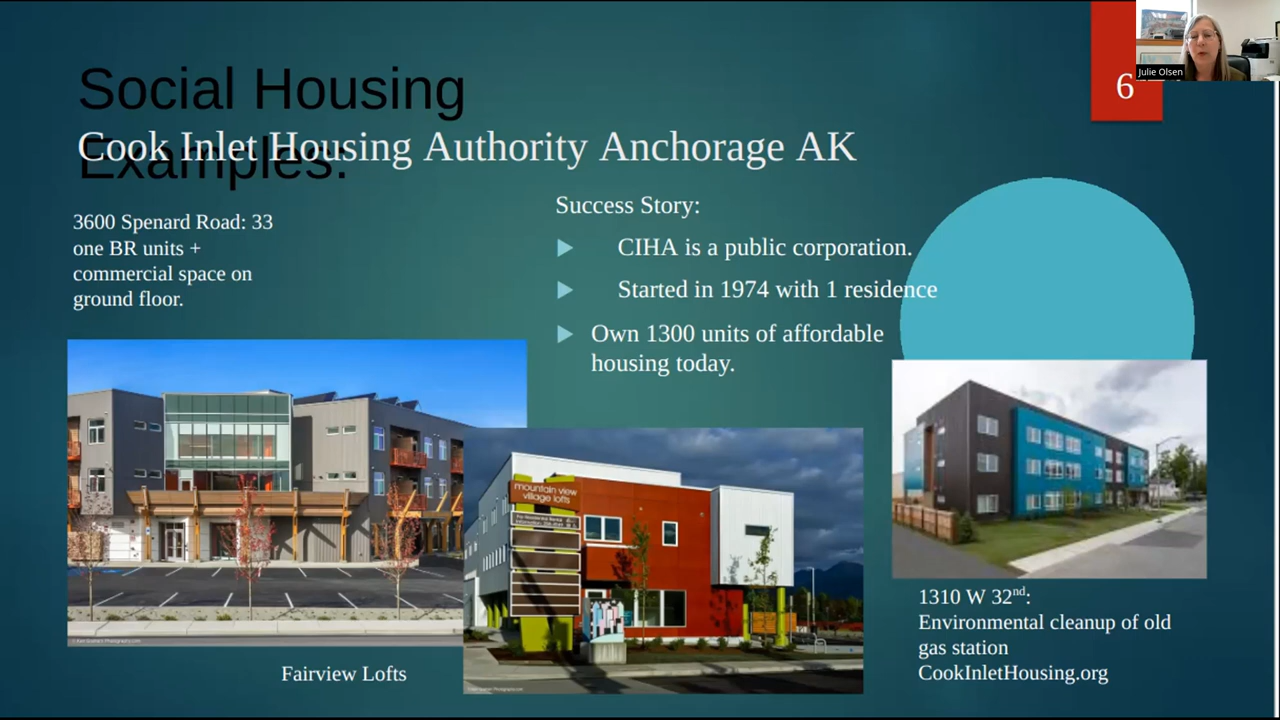 Social Housing
Examples:
Cook Inlet Housing Authority Anchorage AK
6
Julie Olsen
3600 Spenard Road: 33
one BR units +
commercial space on
ground floor.
Success Story:
CIHA is a public corporation.
Started in 1974 with 1 residence
Own 1300 units of affordable
housing today.
mountain view
village lofts
Fairview Lofts
1310 W 32nd:
Environmental cleanup of old
gas station
CookInletHousing.org